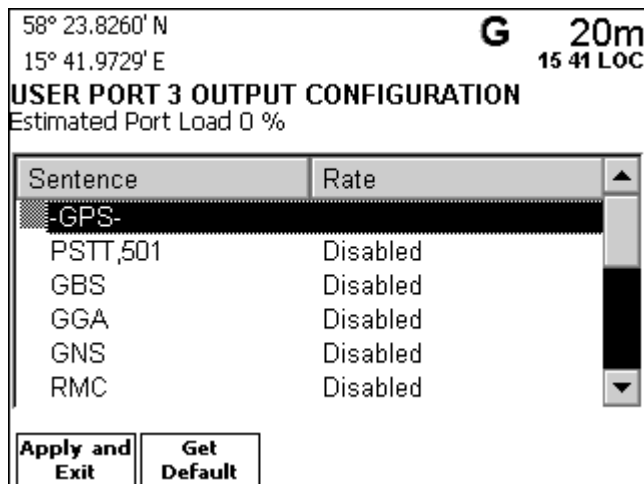 58° 23.8260' N
15° 41.9729' E
G
20m
15 41 LOC
USER PORT 3 OUTPUT CONFIGURATION
Estimated Port Load 0 %
Sentence Rate
-GPS-
PSTT,501 Disabled
GBS Disabled
GGA Disabled
GNS Disabled
RMC Disabled
Apply and
Exit
Get
Default